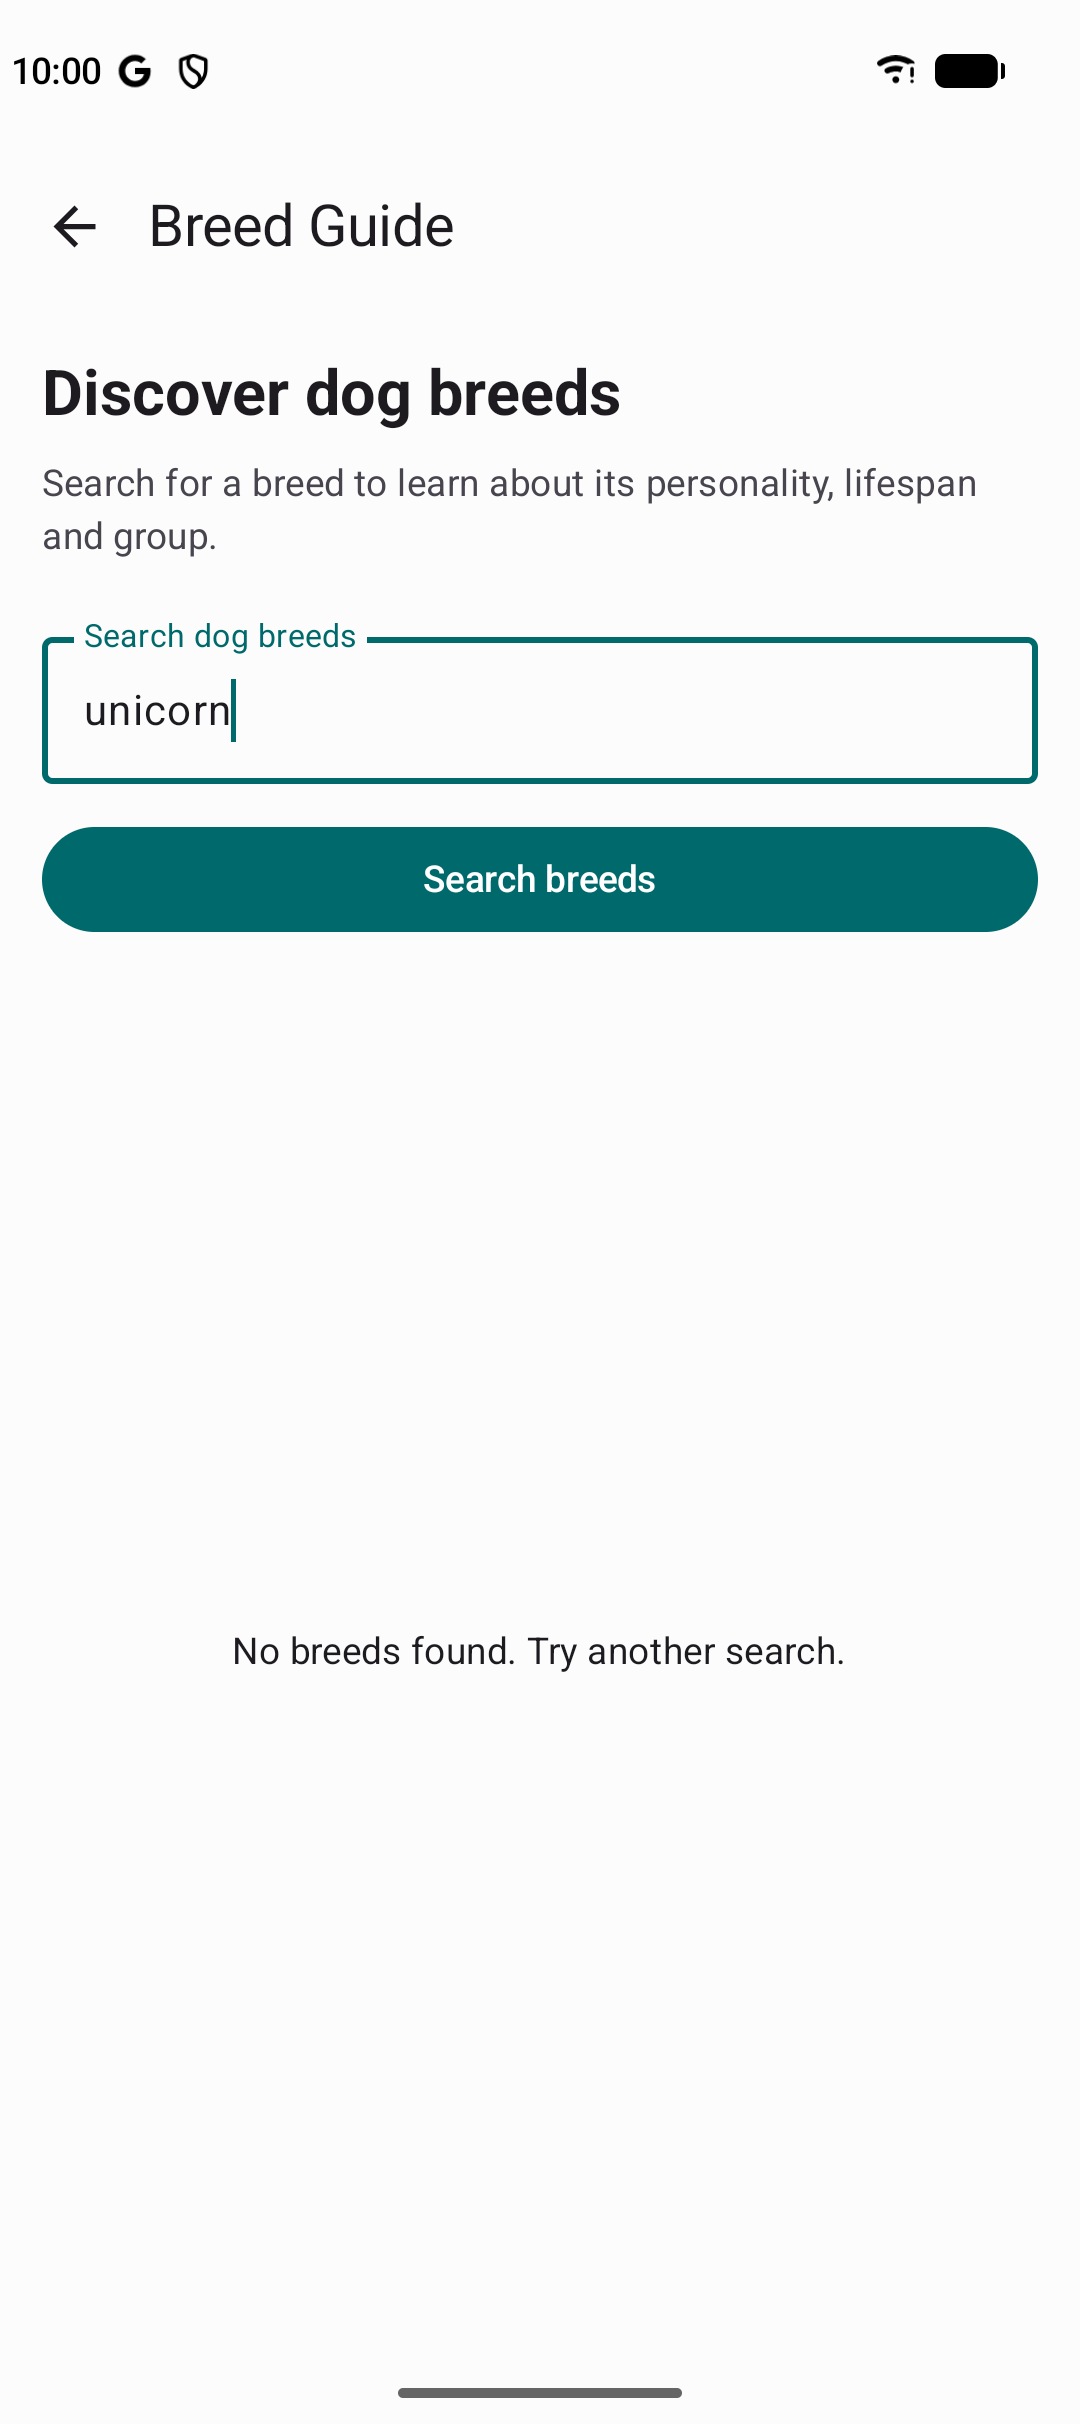 10:00
Breed Guide
Discover dog breeds
Search for a breed to learn about its personality, lifespan
and group.
Search dog breeds
unicorn
Search breeds
No breeds found. Try another search.